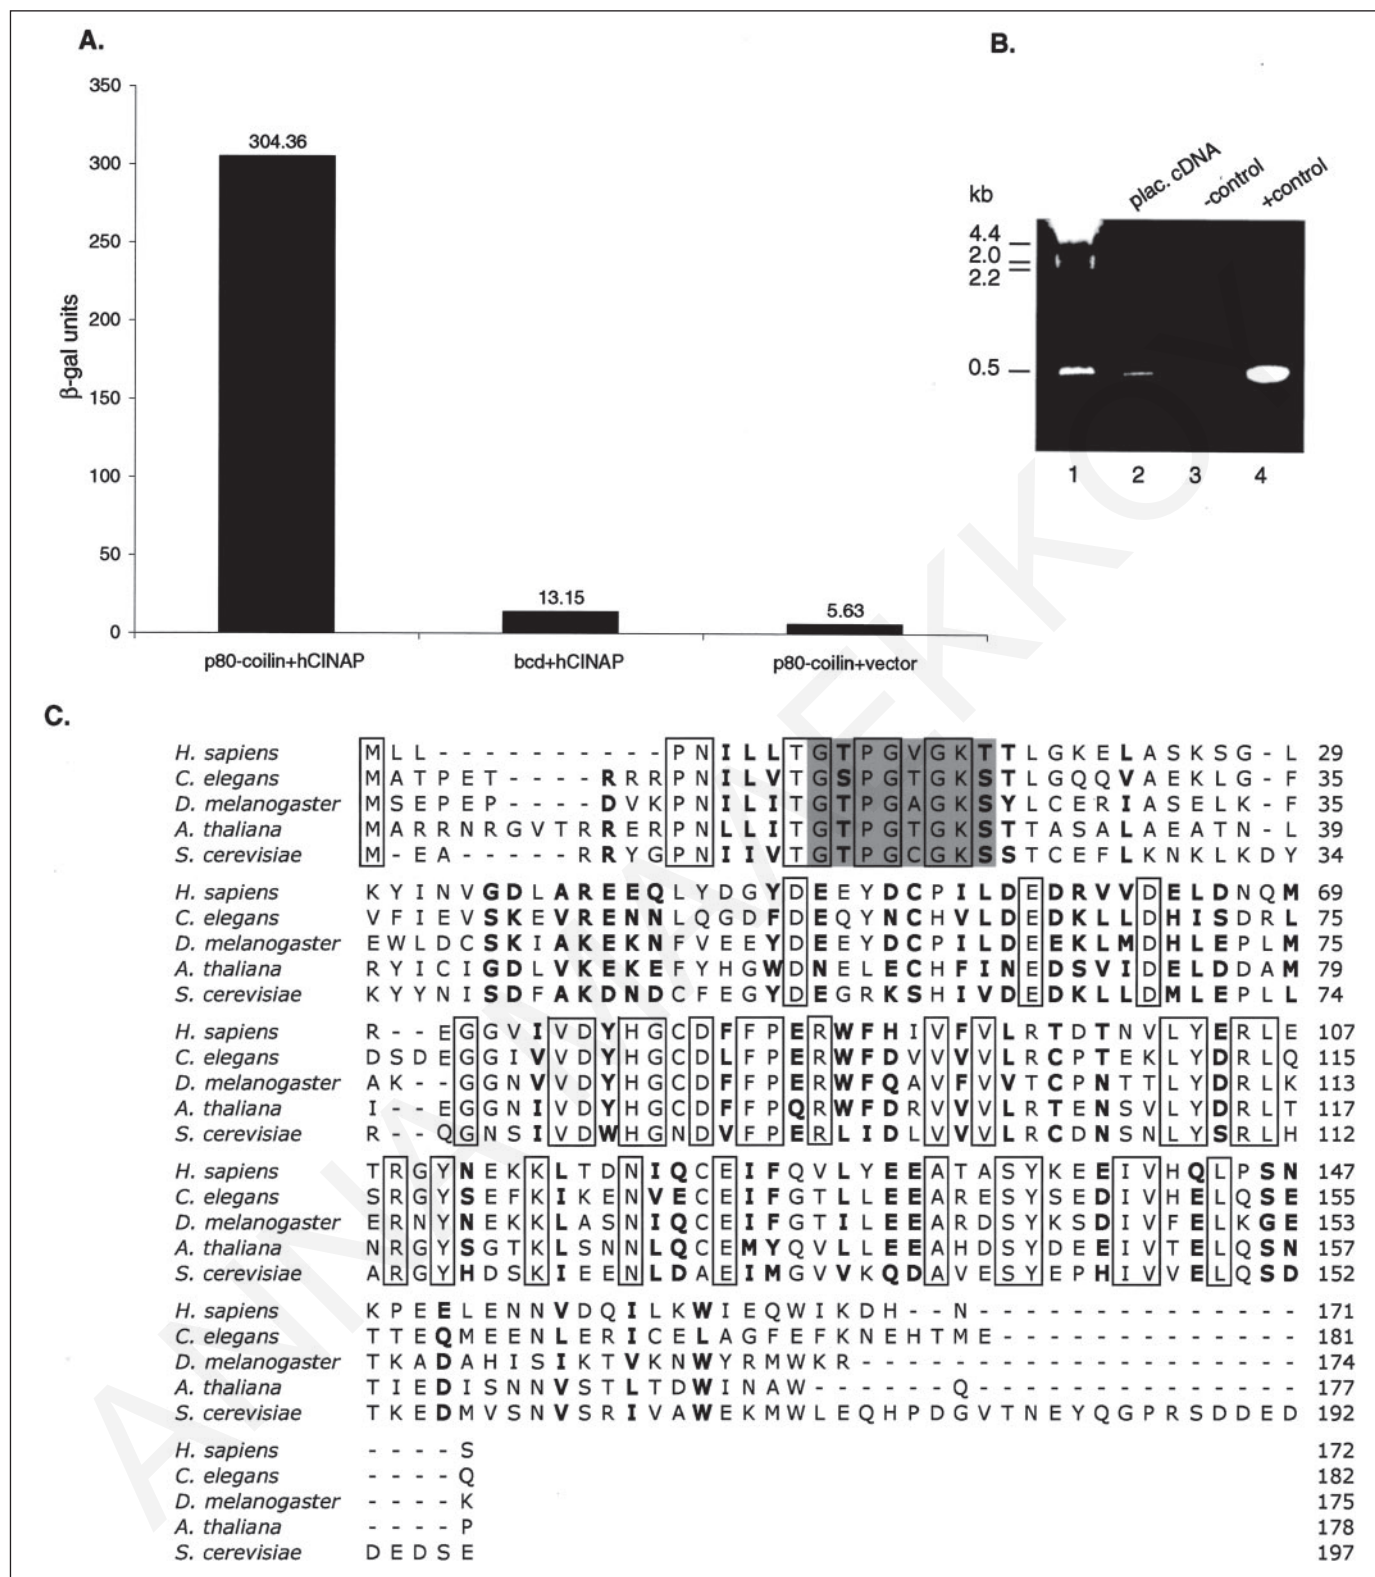 A.
350
300
250
200
150
100
50
0
β-gal units
304.36
13.15
5.63
p80-coilin+hCINAP
bcd+hCINAP
p80-coilin+vector
B.
kb
plac. cDNA
-control
+control
4.4
2.0
2.2
0.5
1 2 3 4
C.
H. sapiens M L L - - - - - - - - - - P N I L L T G T P G V G K T T L G K E L A S K S G - L 29
C. elegans M A T P E T - - - - R R R P N I L V T G S P G T G K S T L G Q Q V A E K L G - F 35
D. melanogaster M S E P E P - - - - D V K P N I L I T G T P G A G K S Y L C E R I A S E L K - F 35
A. thaliana M A R R N R G V T R R E R P N L L I T G T P G T G K S T T A S A L A E A T N - L 39
S. cerevisiae M - E A - - - - - R R Y G P N I I V T G T P G C G K S S T C E F L K N K L K D Y 34
H. sapiens K Y I N V G D L A R E E Q L Y D G Y D E E Y D C P I L D E D R V V D E L D N Q M 69
C. elegans V F I E V S K E V R E N N L Q G D F D E Q Y N C H V L D E D K L L D H I S D R L 75
D. melanogaster E W L D C S K I A K E K N F V E E Y D E E Y D C P I L D E E K L M D H L E P L M 75
A. thaliana R Y I C I G D L V K E K E F Y H G W D N E L E C H F I N E D S V I D E L D D A M 79
S. cerevisiae K Y Y N I S D F A K D N D C F E G Y D E G R K S H I V D E D K L L D M L E P L L 74
H. sapiens R - - E G G V I V D Y H G C D F F P E R W F H I V F V L R T D T N V L Y E R L E 107
C. elegans D S D E G G I V V D Y H G C D L F P E R W F D V V V V L R C P T E K L Y D R L Q 115
D. melanogaster A K - - G G N V V D Y H G C D F F P E R W F Q A V F V V T C P N T T L Y D R L K 113
A. thaliana I - - E G G N I V D Y H G C D F F P Q R W F D R V V V L R T E N S V L Y D R L T 117
S. cerevisiae R - - Q G N S I V D W H G N D V F P E R L I D L V V V L R C D N S N L Y S R L H 112
H. sapiens T R G Y N E K K L T D N I Q C E I F Q V L Y E E A T A S Y K E E I V H Q L P S N 147
C. elegans S R G Y S E F K I K E N V E C E I F G T L L E E A R E S Y S E D I V H E L Q S E 155
D. melanogaster E R N Y N E K K L A S N I Q C E I F G T I L E E A R D S Y K S D I V F E L K G E 153
A. thaliana N R G Y S G T K L S N N L Q C E M Y Q V L L E E A H D S Y D E E I V T E L Q S N 157
S. cerevisiae A R G Y H D S K I E E N L D A E I M G V V K Q D A V E S Y E P H I V V E L Q S D 152
H. sapiens K P E E L E N N V D Q I L K W I E Q W I K D H - - N - - - - - - - - - - - - - - 171
C. elegans T T E Q M E E N L E R I C E L A G F E F K N E H T M E - - - - - - - - - - - - - 181
D. melanogaster T K A D A H I S I K T V K N W Y R M W K R - - - - - - - - - - - - - - - - - - - 174
A. thaliana T I E D I S N N V S T L T D W I N A W - - - - - - Q - - - - - - - - - - - - - - 177
S. cerevisiae T K E D M V S N V S R I V A W E K M W L E Q H P D G V T N E Y Q G P R S D D E D 192
H. sapiens - - - - S 172
C. elegans - - - - Q 182
D. melanogaster - - - - K 175
A. thaliana - - - - P 178
S. cerevisiae D E D S E 197